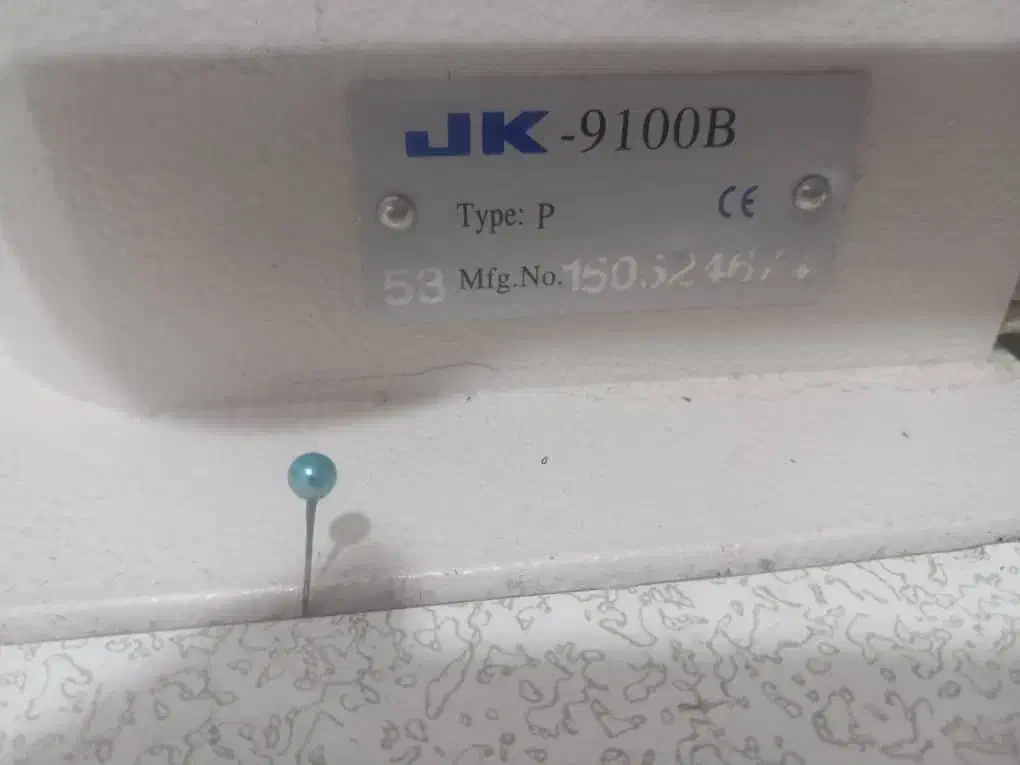 JK-9100B
Type: P CE
53 Mfg.No.